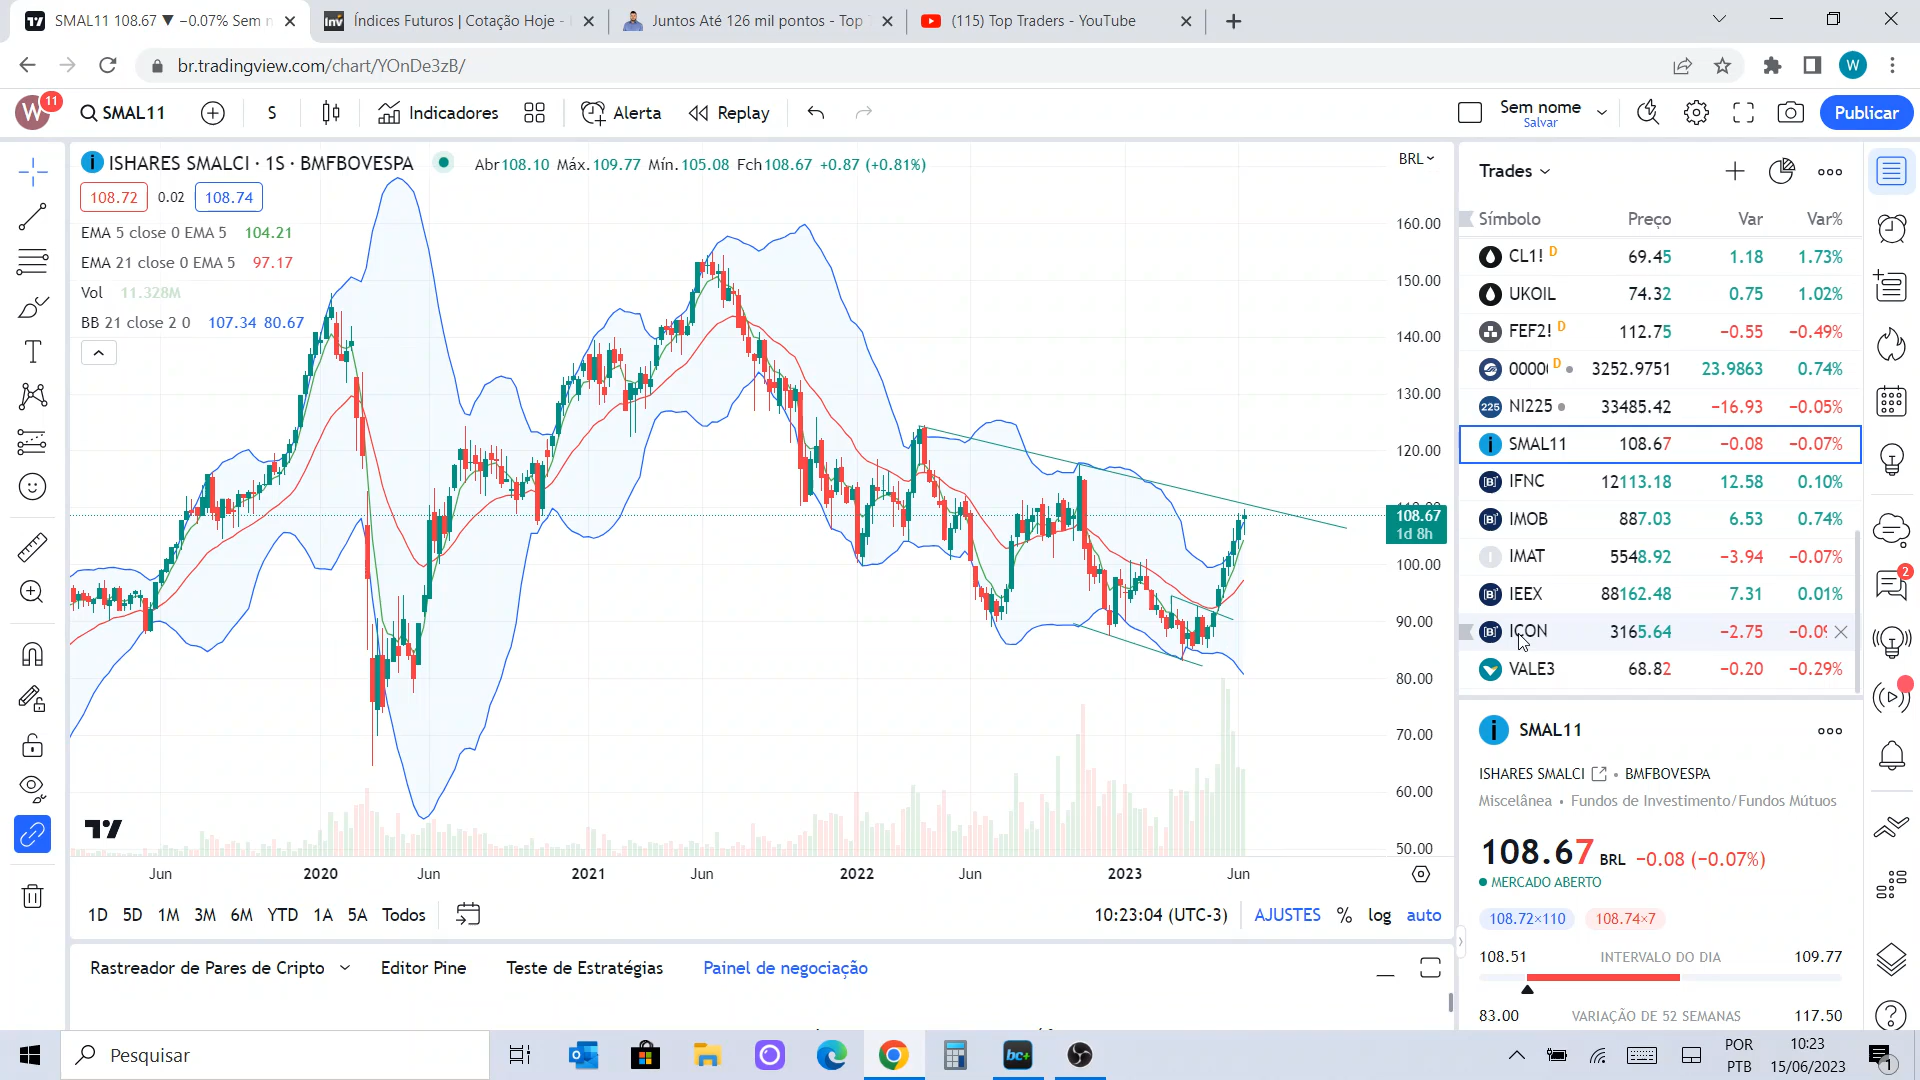 SMAL11 108.67 ▼ −0.07% Sem n
Índices Futuros | Cotação Hoje -
Juntos Até 126 mil pontos - Top
(115) Top Traders - YouTube
br.tradingview.com/chart/YOnDe3zB/
W
W
11
SMAL11
S
Indicadores
Alerta
Replay
Sem nome
Salvar
Publicar
ISHARES SMALCI · 1S · BMFBOVESPA
Abr108.10 Máx.109.77 Mín.105.08 Fch108.67 +0.87 (+0.81%)
BRL
108.72
0.02
108.74
EMA 5 close 0 EMA 5 104.21
EMA 21 close 0 EMA 5 97.17
Vol 11.328M
BB 21 close 2 0 107.34 80.67
160.00
150.00
140.00
130.00
120.00
108.67
1d 8h
100.00
90.00
80.00
70.00
60.00
50.00
Jun
2020
Jun
2021
Jun
2022
Jun
2023
Jun
1D 5D 1M 3M 6M YTD 1A 5A Todos
10:23:04 (UTC-3)
AJUSTES
%
log
auto
Rastreador de Pares de Cripto
Editor Pine
Teste de Estratégias
Painel de negociação
Trades
Símbolo Preço Var Var%
CL1! D 69.45 1.18 1.73%
UKOIL 74.32 0.75 1.02%
FEF2! D 112.75 −0.55 −0.49%
0000 D 3252.9751 23.9863 0.74%
225 NI225 33485.42 −16.93 −0.05%
SMAL11 108.67 −0.08 −0.07%
IFNC 12113.18 12.58 0.10%
IMOB 887.03 6.53 0.74%
I IMAT 5548.92 −3.94 −0.07%
IEEX 88162.48 7.31 0.01%
ICON 3165.64 −2.75 −0.09
VALE3 68.82 −0.20 −0.29%
SMAL11
ISHARES SMALCI • BMFBOVESPA
Miscelânea • Fundos de Investimento/Fundos Mútuos
108.67 BRL −0.08 (−0.07%)
MERCADO ABERTO
108.72×110 108.74×7
108.51 INTERVALO DO DIA 109.77
83.00 VARIAÇÃO DE 52 SEMANAS 117.50
2
Pesquisar
bc+
POR
PTB
10:23
15/06/2023
1